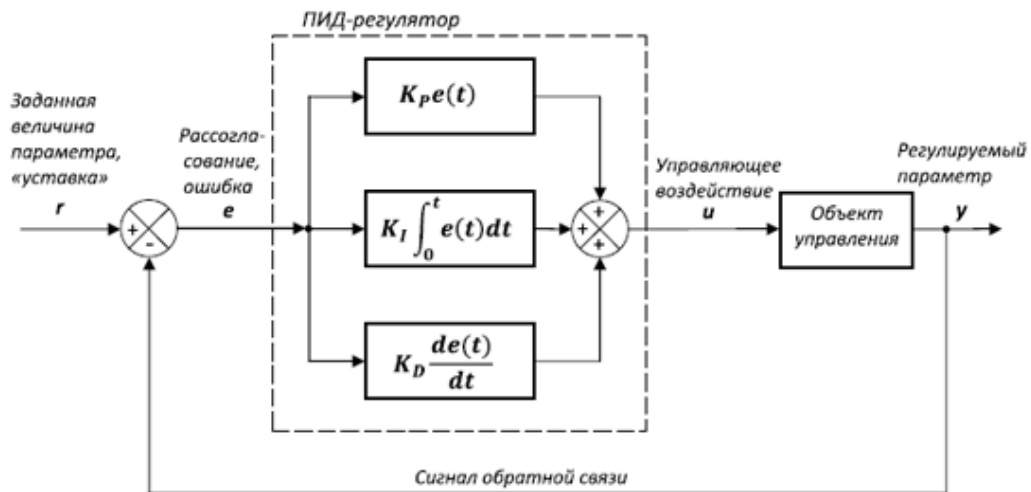 ПИД-регулятор
Заданная
величина
параметра,
«уставка»
r
+
-
Рассогла-
сование,
ошибка
e
K_P e(t)
K_I ∫_0^t e(t)dt
K_D de(t)/dt
+
+
+
Управляющее
воздействие
u
Объект
управления
Регулируемый
параметр
y
Сигнал обратной связи